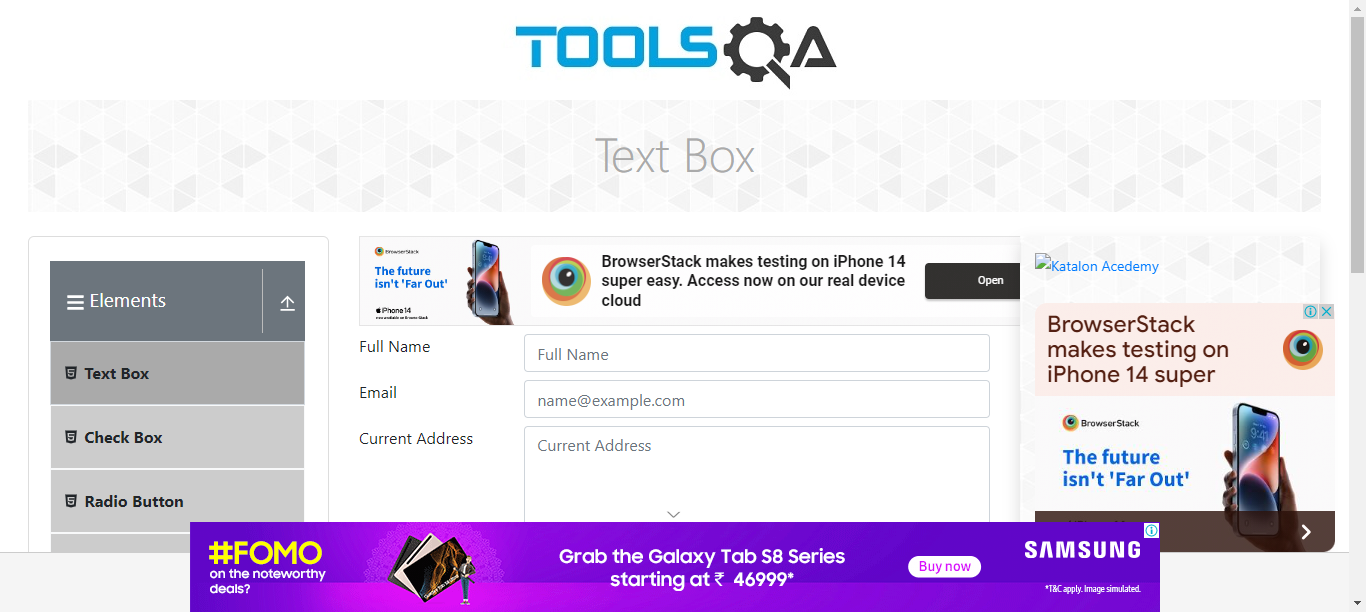 TOOLSQA
Text Box
Elements
Text Box
Check Box
Radio Button
BrowserStack
The future
isn't 'Far Out'
iPhone 14
now available on BrowserStack
BrowserStack makes testing on iPhone 14
super easy. Access now on our real device
cloud
Open
Full Name
Full Name
Email
name@example.com
Current Address
Current Address
Katalon Acedemy
BrowserStack
makes testing on
iPhone 14 super
BrowserStack
The future
isn't 'Far Out'
#FOMO
on the noteworthy
deals?
Grab the Galaxy Tab S8 Series
starting at ₹ 46999*
Buy now
SAMSUNG
*T&C apply. Image simulated.